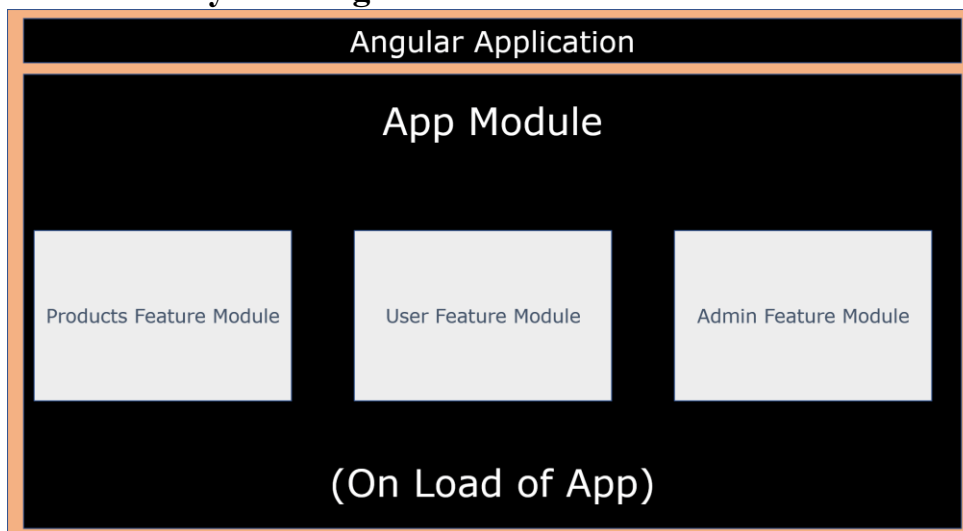 Angular Application
App Module
Products Feature Module
User Feature Module
Admin Feature Module
(On Load of App)